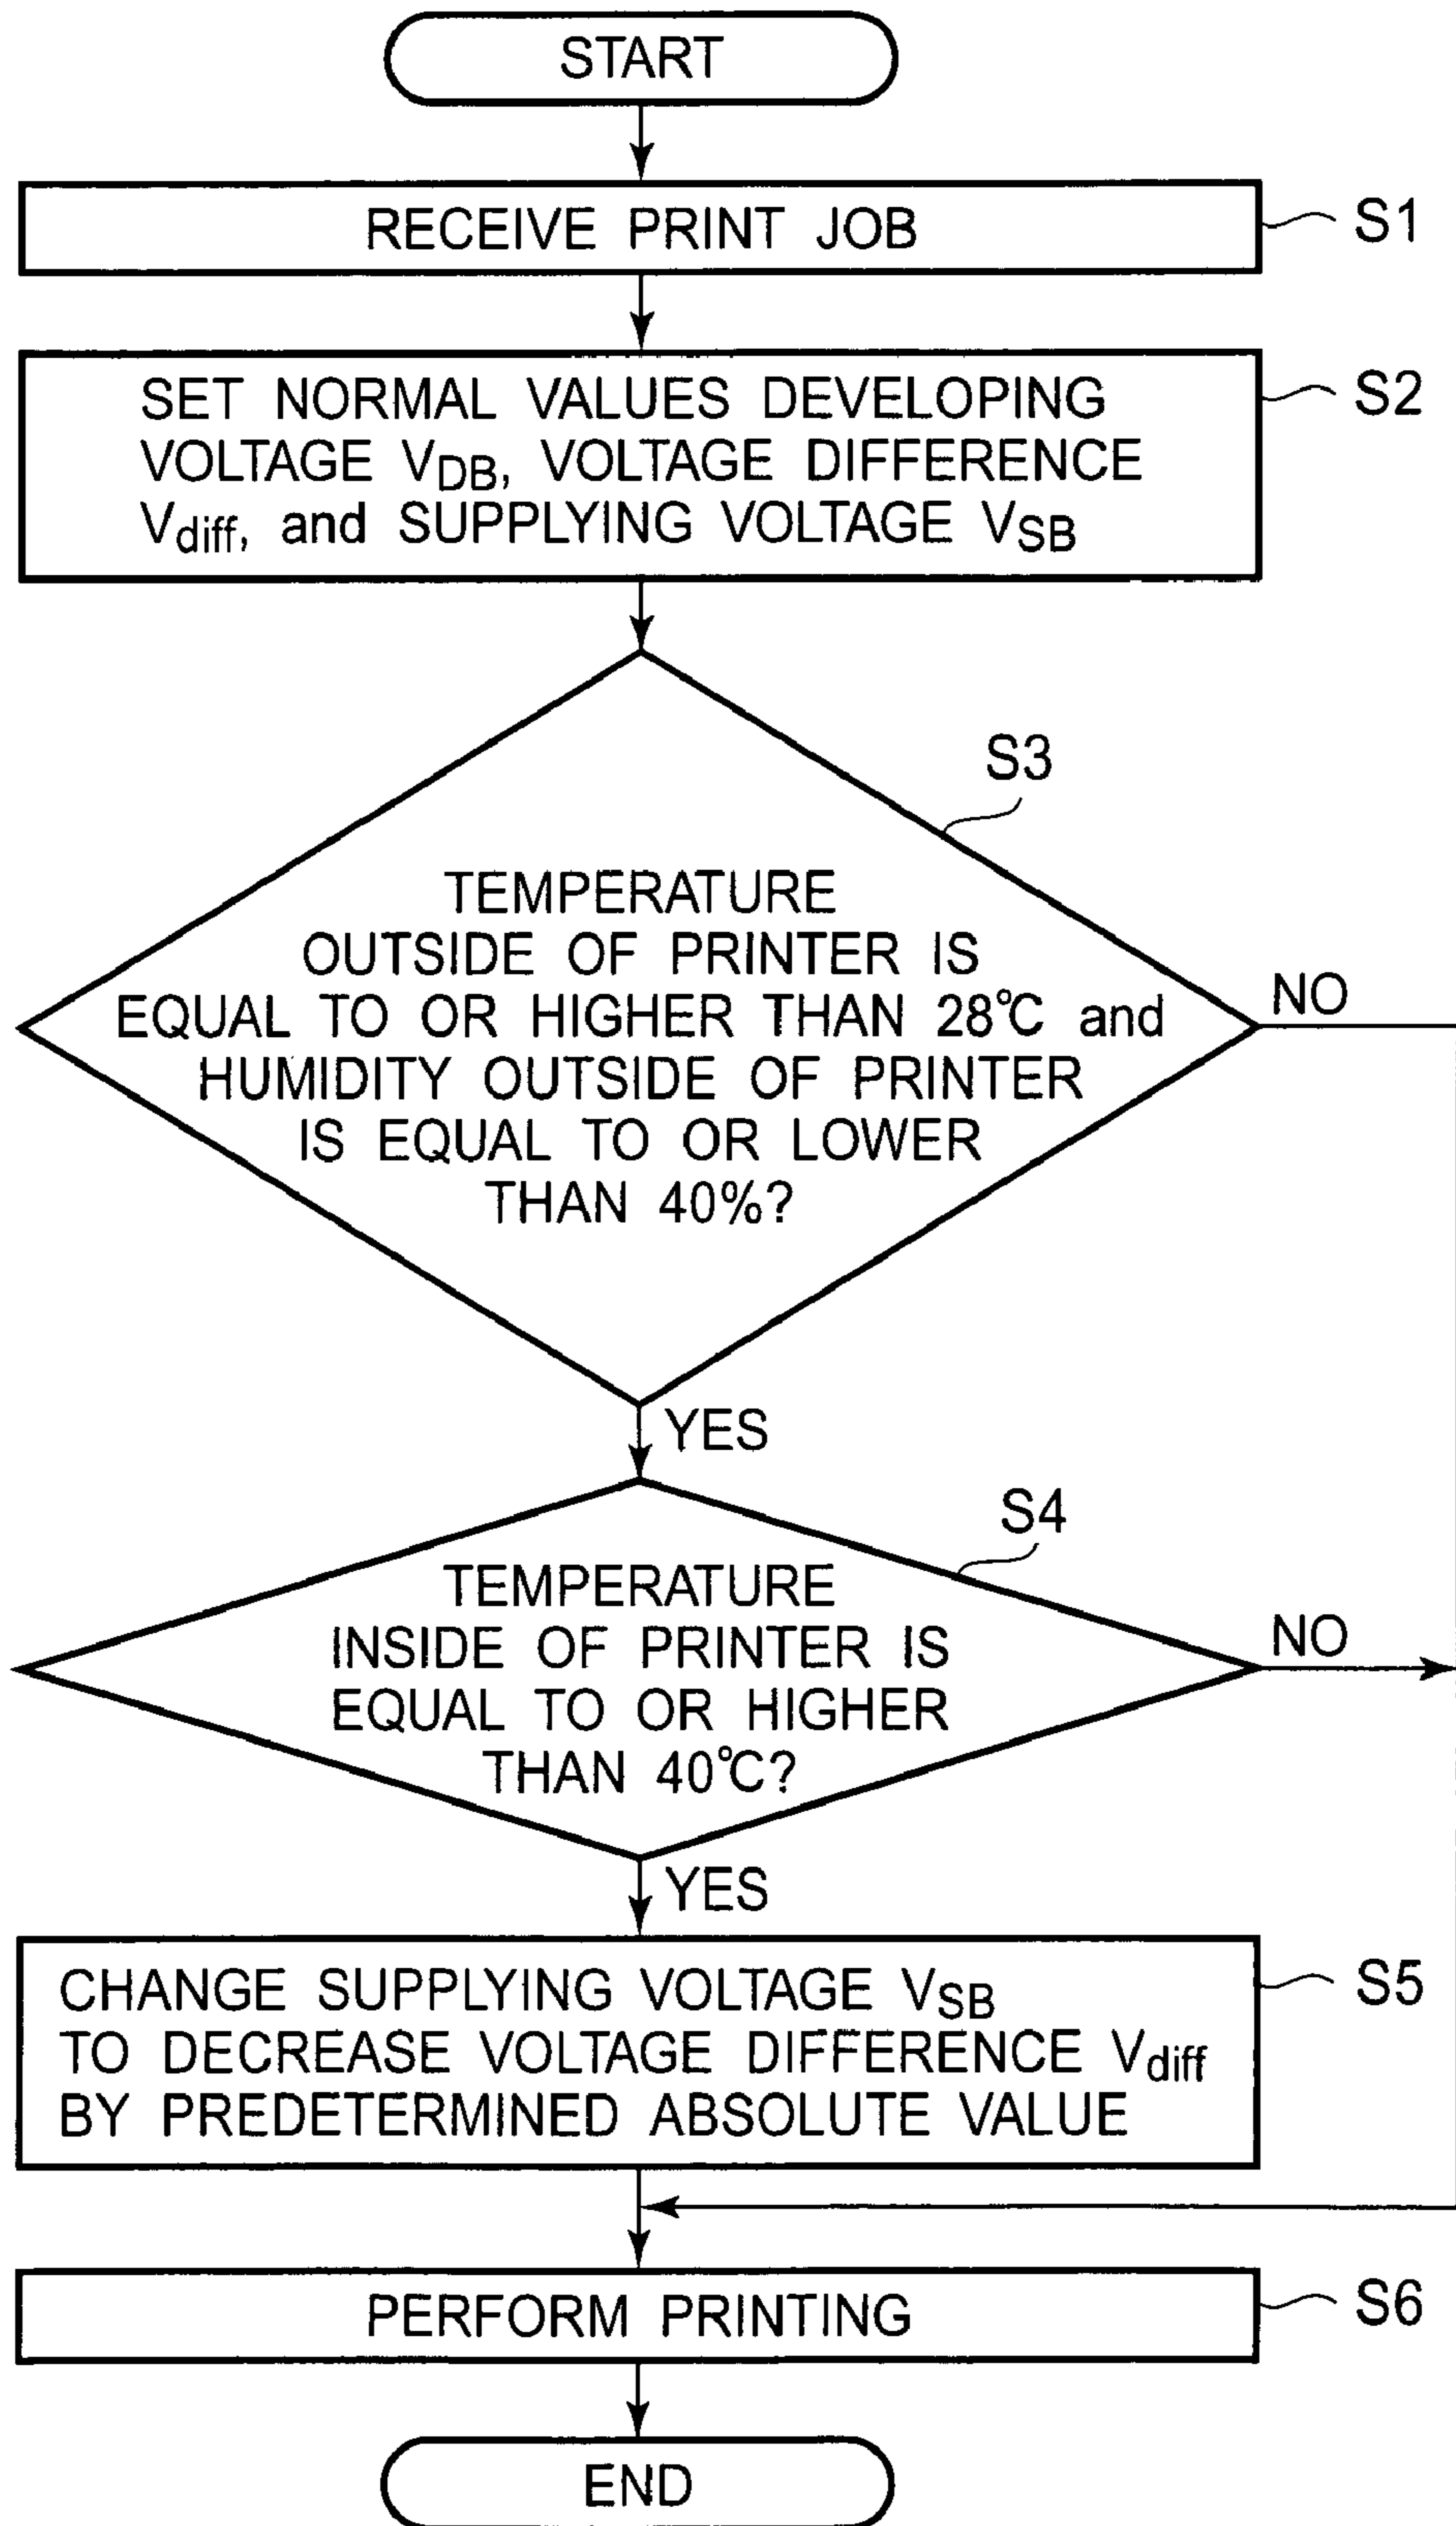 START
RECEIVE PRINT JOB
S1
SET NORMAL VALUES DEVELOPING
VOLTAGE VDB, VOLTAGE DIFFERENCE
Vdiff, and SUPPLYING VOLTAGE VSB
S2
S3
TEMPERATURE
OUTSIDE OF PRINTER IS
EQUAL TO OR HIGHER THAN 28℃ and
HUMIDITY OUTSIDE OF PRINTER
IS EQUAL TO OR LOWER
THAN 40%?
NO
YES
S4
TEMPERATURE
INSIDE OF PRINTER IS
EQUAL TO OR HIGHER
THAN 40℃?
NO
YES
CHANGE SUPPLYING VOLTAGE VSB
TO DECREASE VOLTAGE DIFFERENCE Vdiff
BY PREDETERMINED ABSOLUTE VALUE
S5
PERFORM PRINTING
S6
END